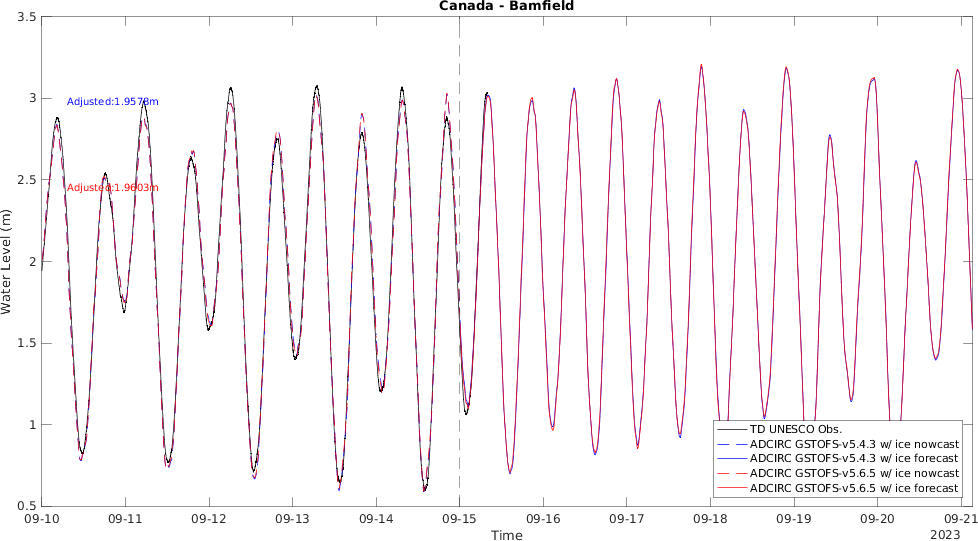 Canada - Bamfield
3.5
3
2.5
2
1.5
1
0.5
Water Level (m)
Adjusted:1.9578m
Adjusted:1.9603m
TD UNESCO Obs.
ADCIRC GSTOFS-v5.4.3 w/ ice nowcast
ADCIRC GSTOFS-v5.4.3 w/ ice forecast
ADCIRC GSTOFS-v5.6.5 w/ ice nowcast
ADCIRC GSTOFS-v5.6.5 w/ ice forecast
09-10 09-11 09-12 09-13 09-14 09-15 09-16 09-17 09-18 09-19 09-20 09-21
Time
2023